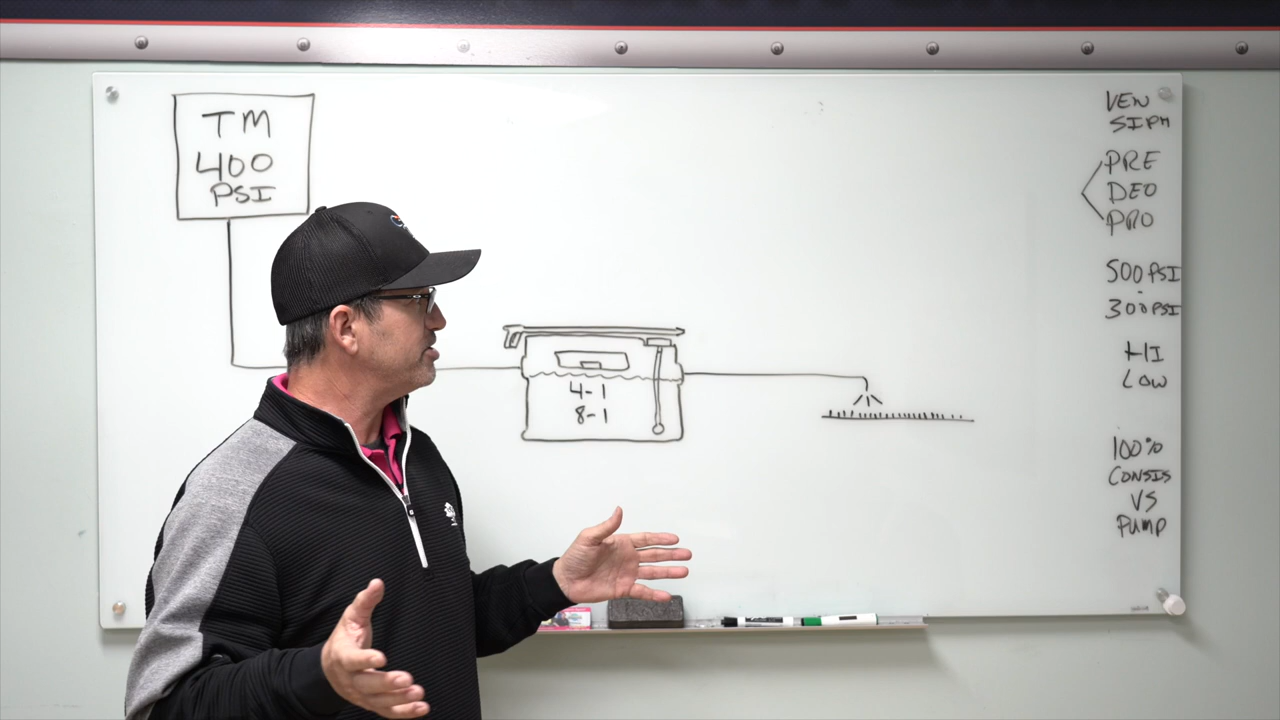 TM
400
PSI
4-1
8-1
VEN
SIPH
PRE
DEO
PRO
500 PSI
300 PSI
HI
LOW
100%
CONSIS
VS
PUMP